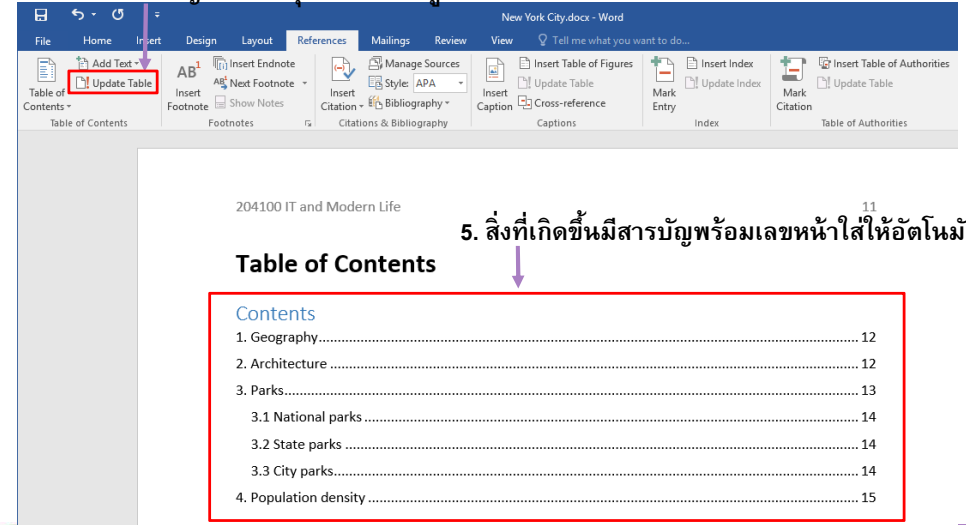 New York City.docx - Word
File Home Insert Design Layout References Mailings Review View Tell me what you want to do...
Table of Contents
Add Text
Update Table
Table of Contents
AB1 Insert Footnote
Insert Endnote
AB1 Next Footnote
Show Notes
Footnotes
Insert Citation
Manage Sources
Style: APA
Bibliography
Citations & Bibliography
Insert Caption
Insert Table of Figures
Update Table
Cross-reference
Captions
Mark Entry
Insert Index
Update Index
Index
Mark Citation
Insert Table of Authorities
Update Table
Table of Authorities
204100 IT and Modern Life 11
5. สิ่งที่เกิดขึ้นมีสารบัญพร้อมเลขหน้าใส่ให้อัตโนมั
Table of Contents
Contents
1. Geography 12
2. Architecture 12
3. Parks 13
3.1 National parks 14
3.2 State parks 14
3.3 City parks 14
4. Population density 15